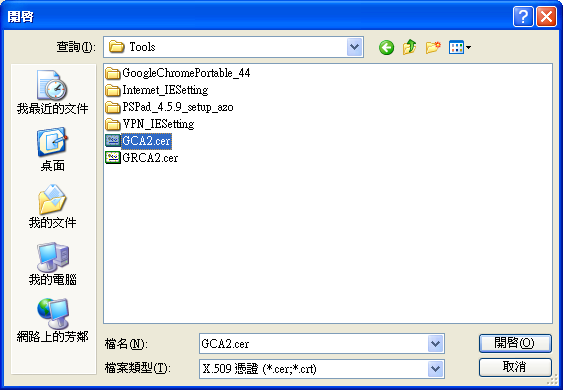 開啓
查詢(I):
Tools
GoogleChromePortable_44
Internet_IESetting
PSPad_4.5.9_setup_azo
VPN_IESetting
GCA2.cer
GRCA2.cer
我最近的文件
桌面
我的文件
我的電腦
網路上的芳鄰
檔名(N):
GCA2.cer
開啓(O)
檔案類型(T):
X.509 憑證 (*.cer;*.crt)
取消